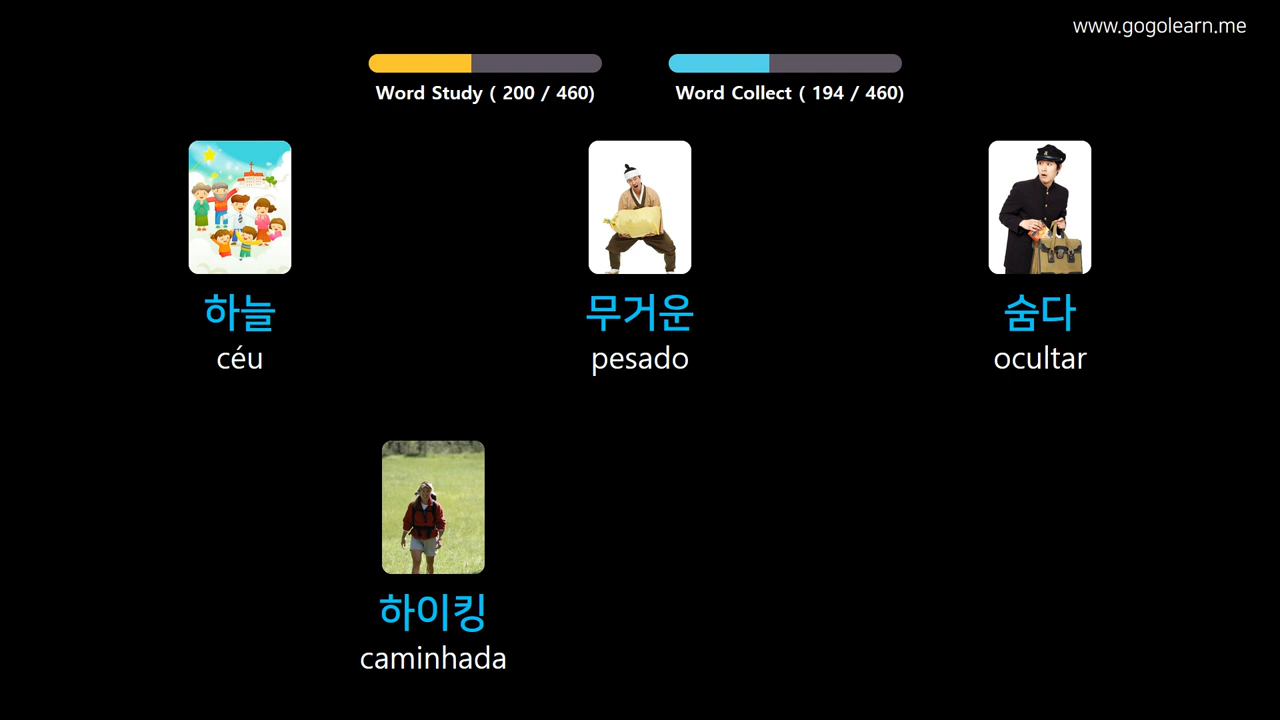 www.gogolearn.me
Word Study ( 200 / 460)
Word Collect ( 194 / 460)
하늘
céu
무거운
pesado
숨다
ocultar
하이킹
caminhada